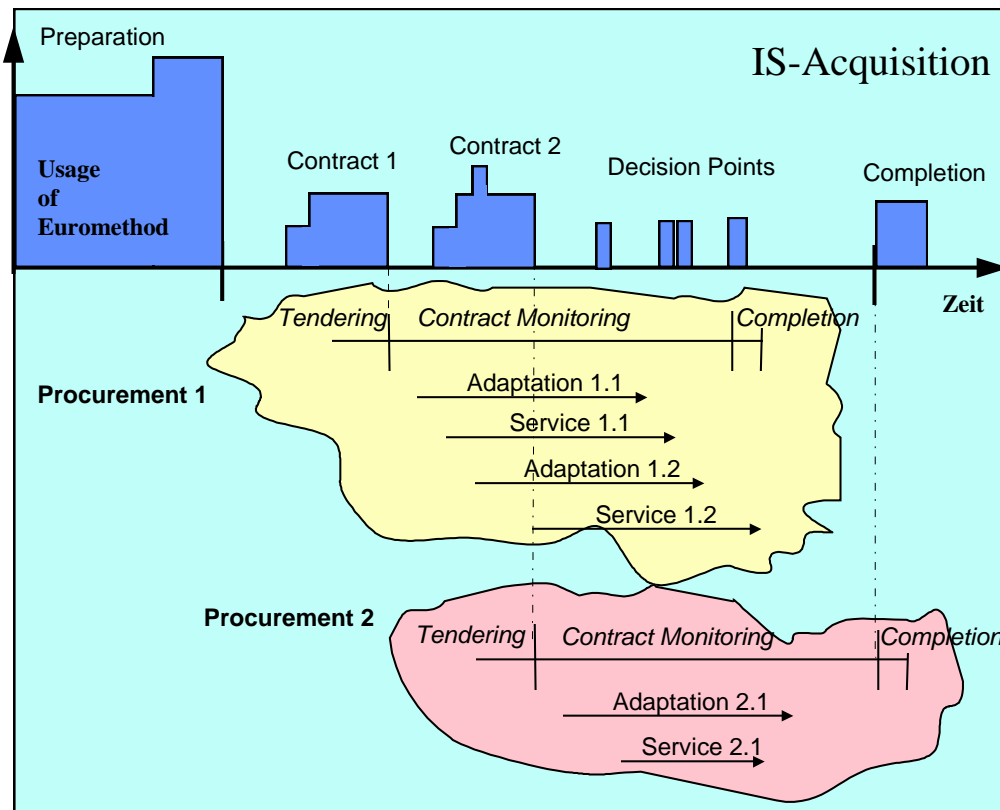 Preparation
IS-Acquisition
Contract 1
Contract 2
Decision Points
Completion
Usage
of
Euromethod
Zeit
Tendering
Contract Monitoring
Completion
Procurement 1
Adaptation 1.1
Service 1.1
Adaptation 1.2
Service 1.2
Procurement 2
Tendering
Contract Monitoring
Completion
Adaptation 2.1
Service 2.1